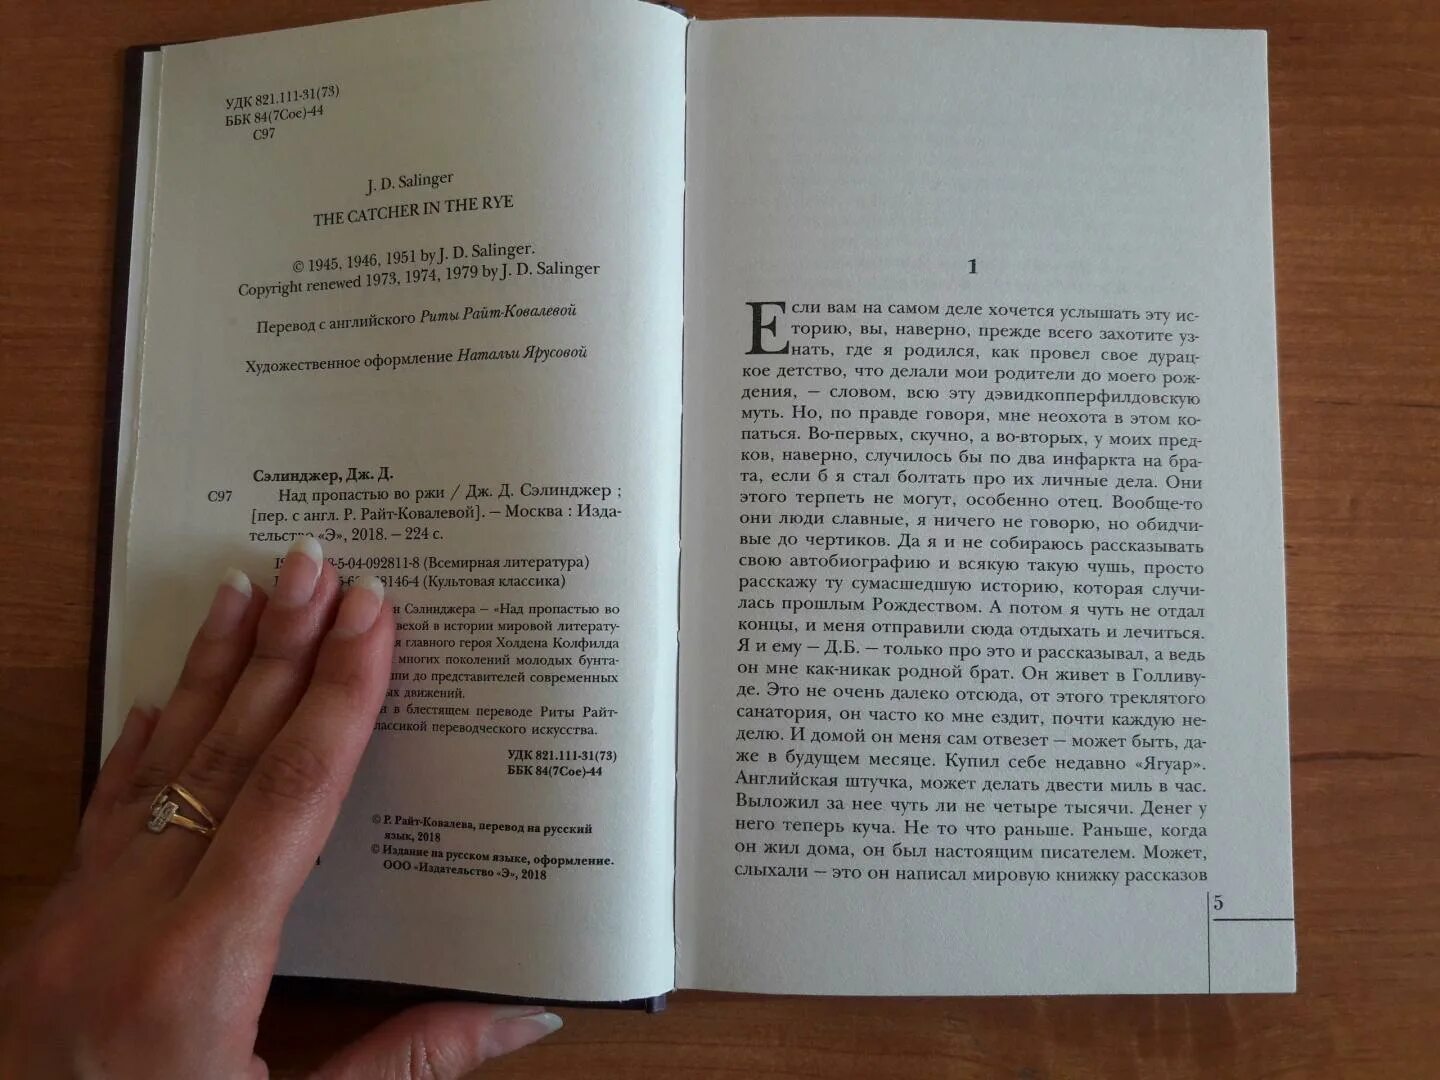 УДК 821.111-31(73)
ББК 84(7Сое)-44
С97
J. D. Salinger
THE CATCHER IN THE RYE
© 1945, 1946, 1951 by J. D. Salinger.
Copyright renewed 1973, 1974, 1979 by J. D. Salinger
Перевод с английского Риты Райт-Ковалевой
Художественное оформление Натальи Ярусовой
Сэлинджер, Дж. Д.
С97 Над пропастью во ржи / Дж. Д. Сэлинджер ;
[пер. с англ. Р. Райт-Ковалевой]. — Москва : Изда-
тельство «Э», 2018. — 224 с.
5-04-092811-8 (Всемирная литература)
8146-4 (Культовая классика)
Сэлинджера — «Над пропастью во
вехой в истории мировой литерату-
главного героя Холдена Колфилда
многих поколений молодых бунта-
до представителей современных
движений.
в блестящем переводе Риты Райт-
переводческого искусства.
УДК 821.111-31(73)
ББК 84(7Сое)-44
© Р. Райт-Ковалева, перевод на русский
язык, 2018
© Издание на русском языке, оформление.
ООО «Издательство «Э», 2018
1
Если вам на самом деле хочется услышать эту ис-
торию, вы, наверно, прежде всего захотите уз-
нать, где я родился, как провел свое дурац-
кое детство, что делали мои родители до моего рож-
дения, — словом, всю эту дэвидкопперфилдовскую
муть. Но, по правде говоря, мне неохота в этом ко-
паться. Во-первых, скучно, а во-вторых, у моих пред-
ков, наверно, случилось бы по два инфаркта на бра-
та, если б я стал болтать про их личные дела. Они
этого терпеть не могут, особенно отец. Вообще-то
они люди славные, я ничего не говорю, но обидчи-
вые до чертиков. Да я и не собираюсь рассказывать
свою автобиографию и всякую такую чушь, просто
расскажу ту сумасшедшую историю, которая случи-
лась прошлым Рождеством. А потом я чуть не отдал
концы, и меня отправили сюда отдыхать и лечиться.
Я и ему — Д.Б. — только про это и рассказывал, а ведь
он мне как-никак родной брат. Он живет в Голливу-
де. Это не очень далеко отсюда, от этого треклятого
санатория, он часто ко мне ездит, почти каждую не-
делю. И домой он меня сам отвезет — может быть, да-
же в будущем месяце. Купил себе недавно «Ягуар».
Английская штучка, может делать двести миль в час.
Выложил за нее чуть ли не четыре тысячи. Денег у
него теперь куча. Не то что раньше. Раньше, когда
он жил дома, он был настоящим писателем. Может,
слыхали — это он написал мировую книжку рассказов
5